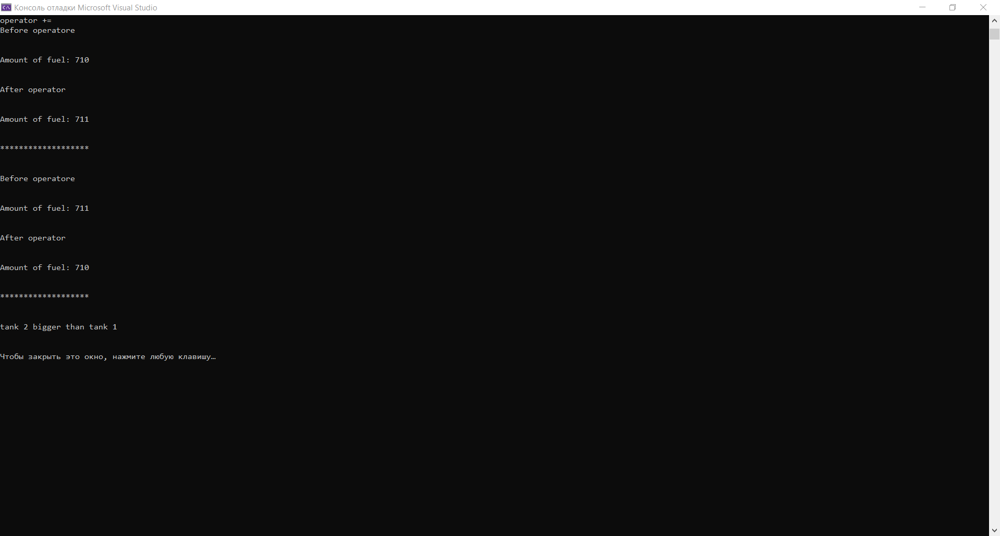 Консоль отладки Microsoft Visual Studio
operator +=
Before operatore
Amount of fuel: 710
After operator
Amount of fuel: 711
*******************
Before operatore
Amount of fuel: 711
After operator
Amount of fuel: 710
*******************
tank 2 bigger than tank 1
Чтобы закрыть это окно, нажмите любую клавишу…